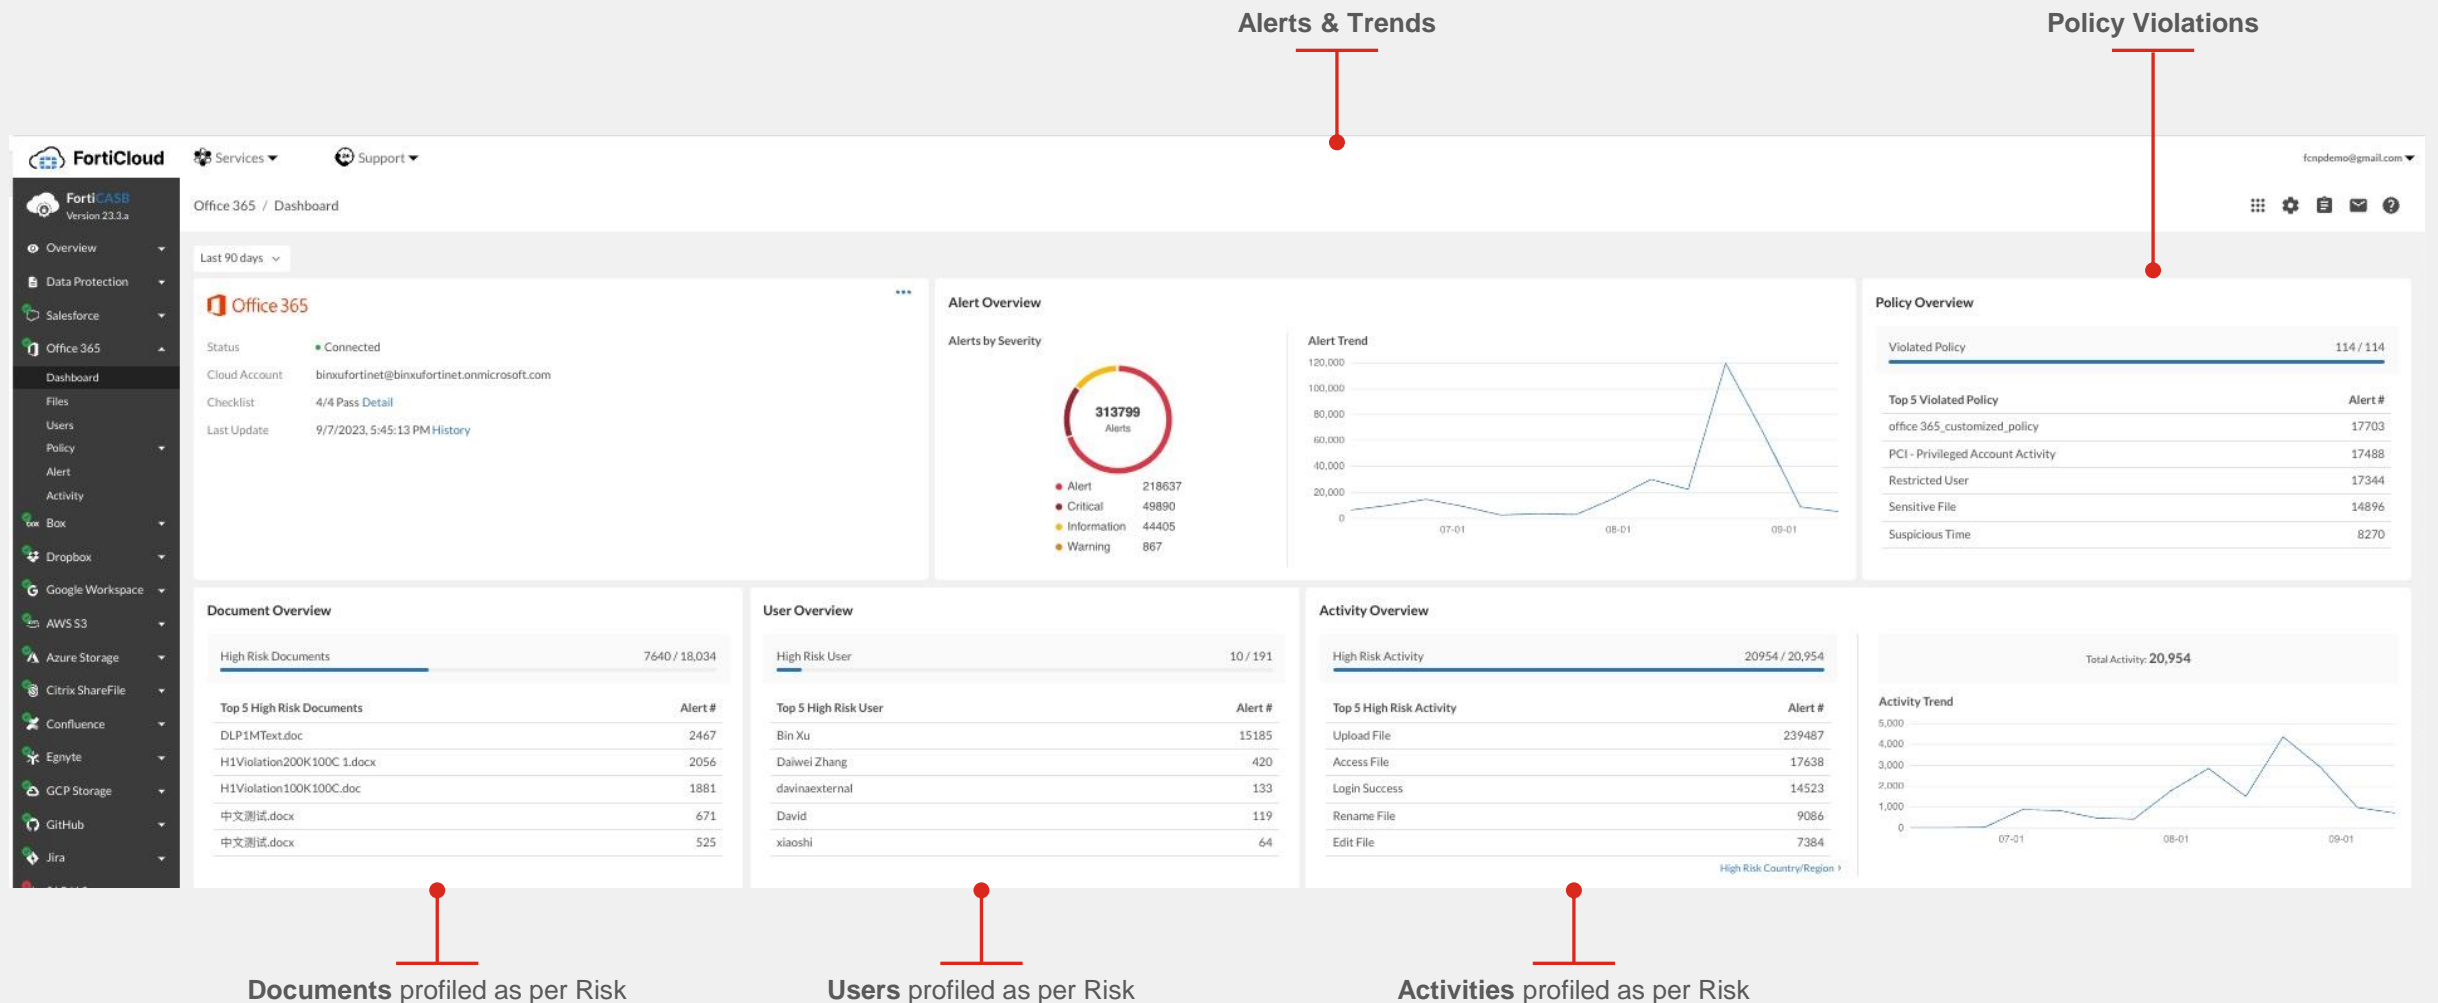 Alerts & Trends
Policy Violations
FortiCloud
Services
Support
fcnpdemo@gmail.com
FortiCASB
Version 23.3.a
Office 365 / Dashboard
Overview
Data Protection
Salesforce
Office 365
Dashboard
Files
Users
Policy
Alert
Activity
Box
Dropbox
Google Workspace
AWS S3
Azure Storage
Citrix ShareFile
Confluence
Egnyte
GCP Storage
GitHub
Jira
Last 90 days
Office 365
Status Connected
Cloud Account binxufortinet@binxufortinet.onmicrosoft.com
Checklist 4/4 Pass Detail
Last Update 9/7/2023, 5:45:13 PM History
Alert Overview
Alerts by Severity
313799
Alerts
Alert 218637
Critical 49890
Information 44405
Warning 867
Alert Trend
120,000
100,000
80,000
60,000
40,000
20,000
0
07-01 08-01 09-01
Policy Overview
Violated Policy 114 / 114
Top 5 Violated Policy Alert #
office 365_customized_policy 17703
PCI - Privileged Account Activity 17488
Restricted User 17344
Sensitive File 14896
Suspicious Time 8270
Document Overview
High Risk Documents 7640 / 18,034
Top 5 High Risk Documents Alert #
DLP1MText.doc 2467
H1Violation200K100C 1.docx 2056
H1Violation100K100C.doc 1881
中文测试.docx 671
中文测试.docx 525
User Overview
High Risk User 10 / 191
Top 5 High Risk User Alert #
Bin Xu 15185
Daiwei Zhang 420
davinaexternal 133
David 119
xiaoshi 64
Activity Overview
High Risk Activity 20954 / 20,954
Top 5 High Risk Activity Alert #
Upload File 239487
Access File 17638
Login Success 14523
Rename File 9086
Edit File 7384
High Risk Country/Region
Total Activity: 20,954
Activity Trend
5,000
4,000
3,000
2,000
1,000
0
07-01 08-01 09-01
Documents profiled as per Risk
Users profiled as per Risk
Activities profiled as per Risk